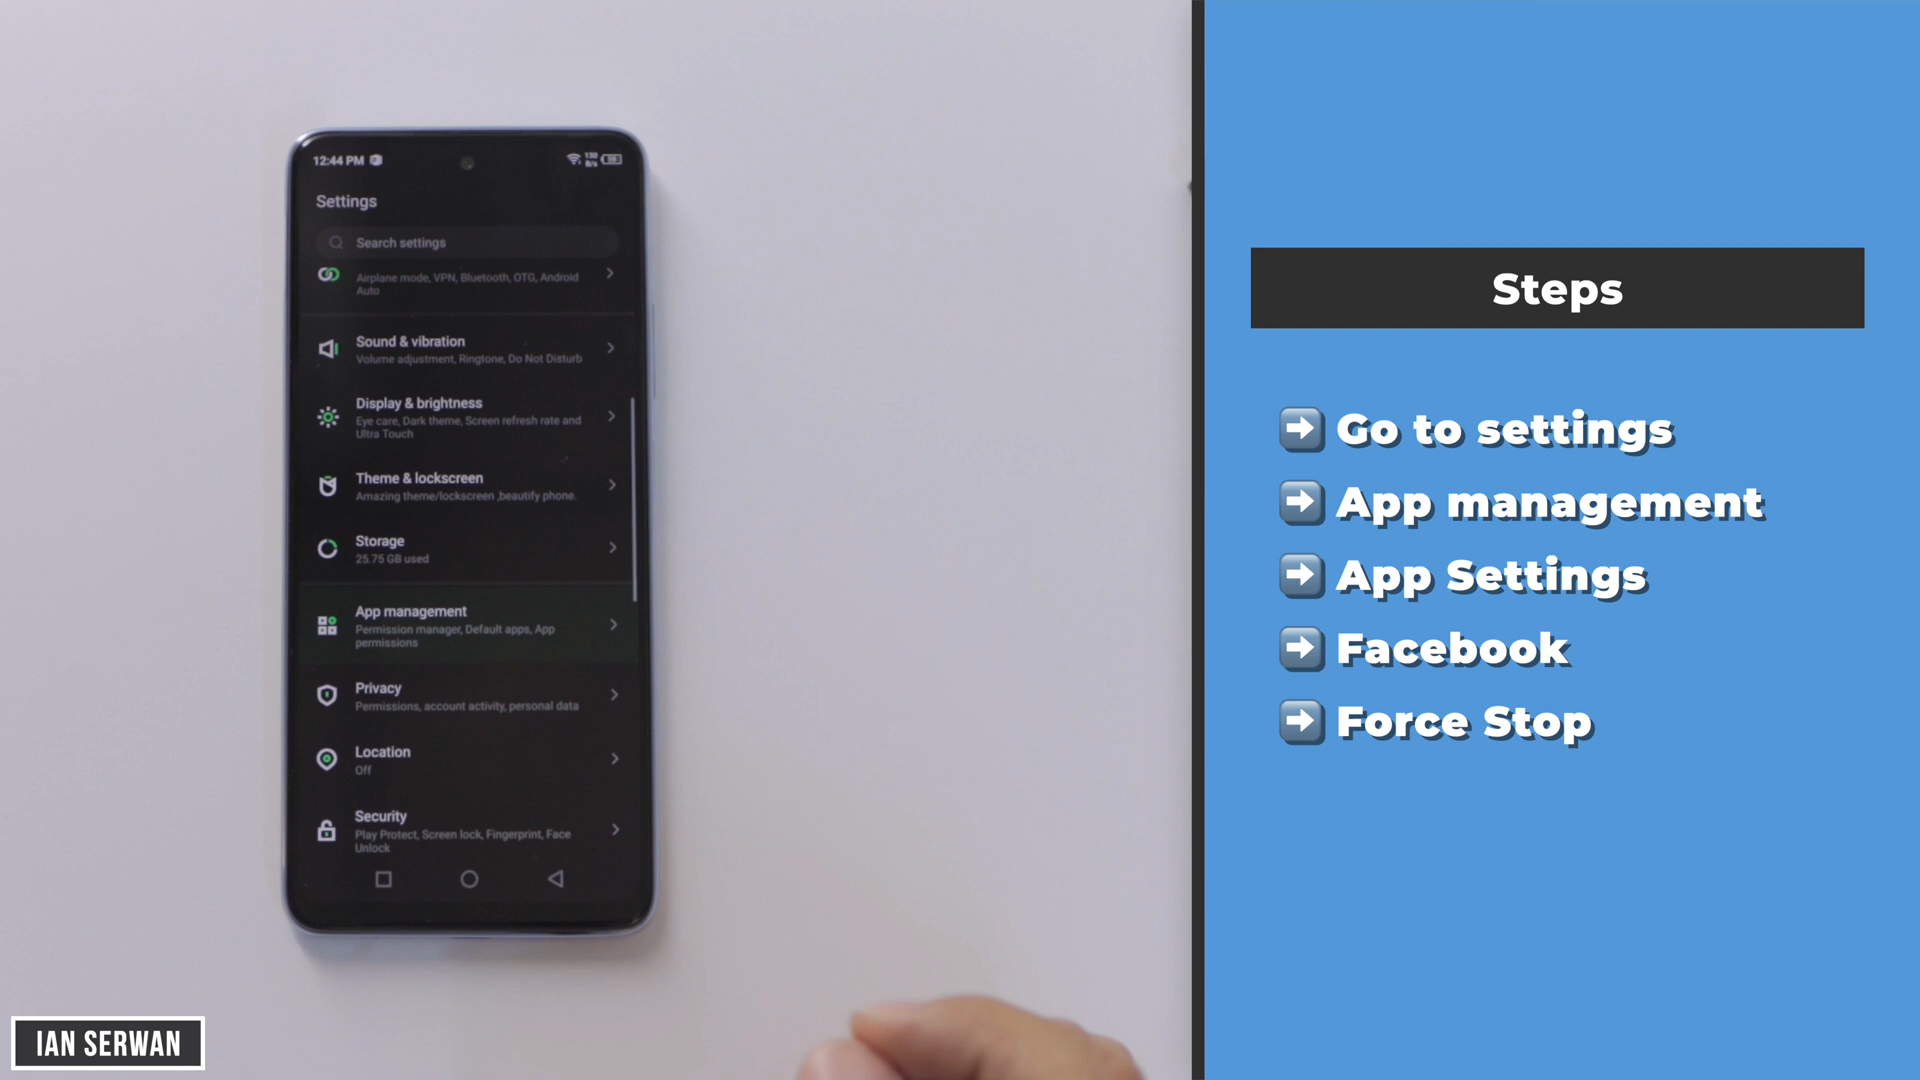 12:44 PM
130
B/s
Settings
Search settings
Airplane mode, VPN, Bluetooth, OTG, Android
Auto
Sound & vibration
Volume adjustment, Ringtone, Do Not Disturb
Display & brightness
Eye care, Dark theme, Screen refresh rate and
Ultra Touch
Theme & lockscreen
Amazing theme/lockscreen ,beautify phone.
Storage
25.75 GB used
App management
Permission manager, Default apps, App
permissions
Privacy
Permissions, account activity, personal data
Location
Off
Security
Play Protect, Screen lock, Fingerprint, Face
Unlock
IAN SERWAN
Steps
Go to settings
App management
App Settings
Facebook
Force Stop